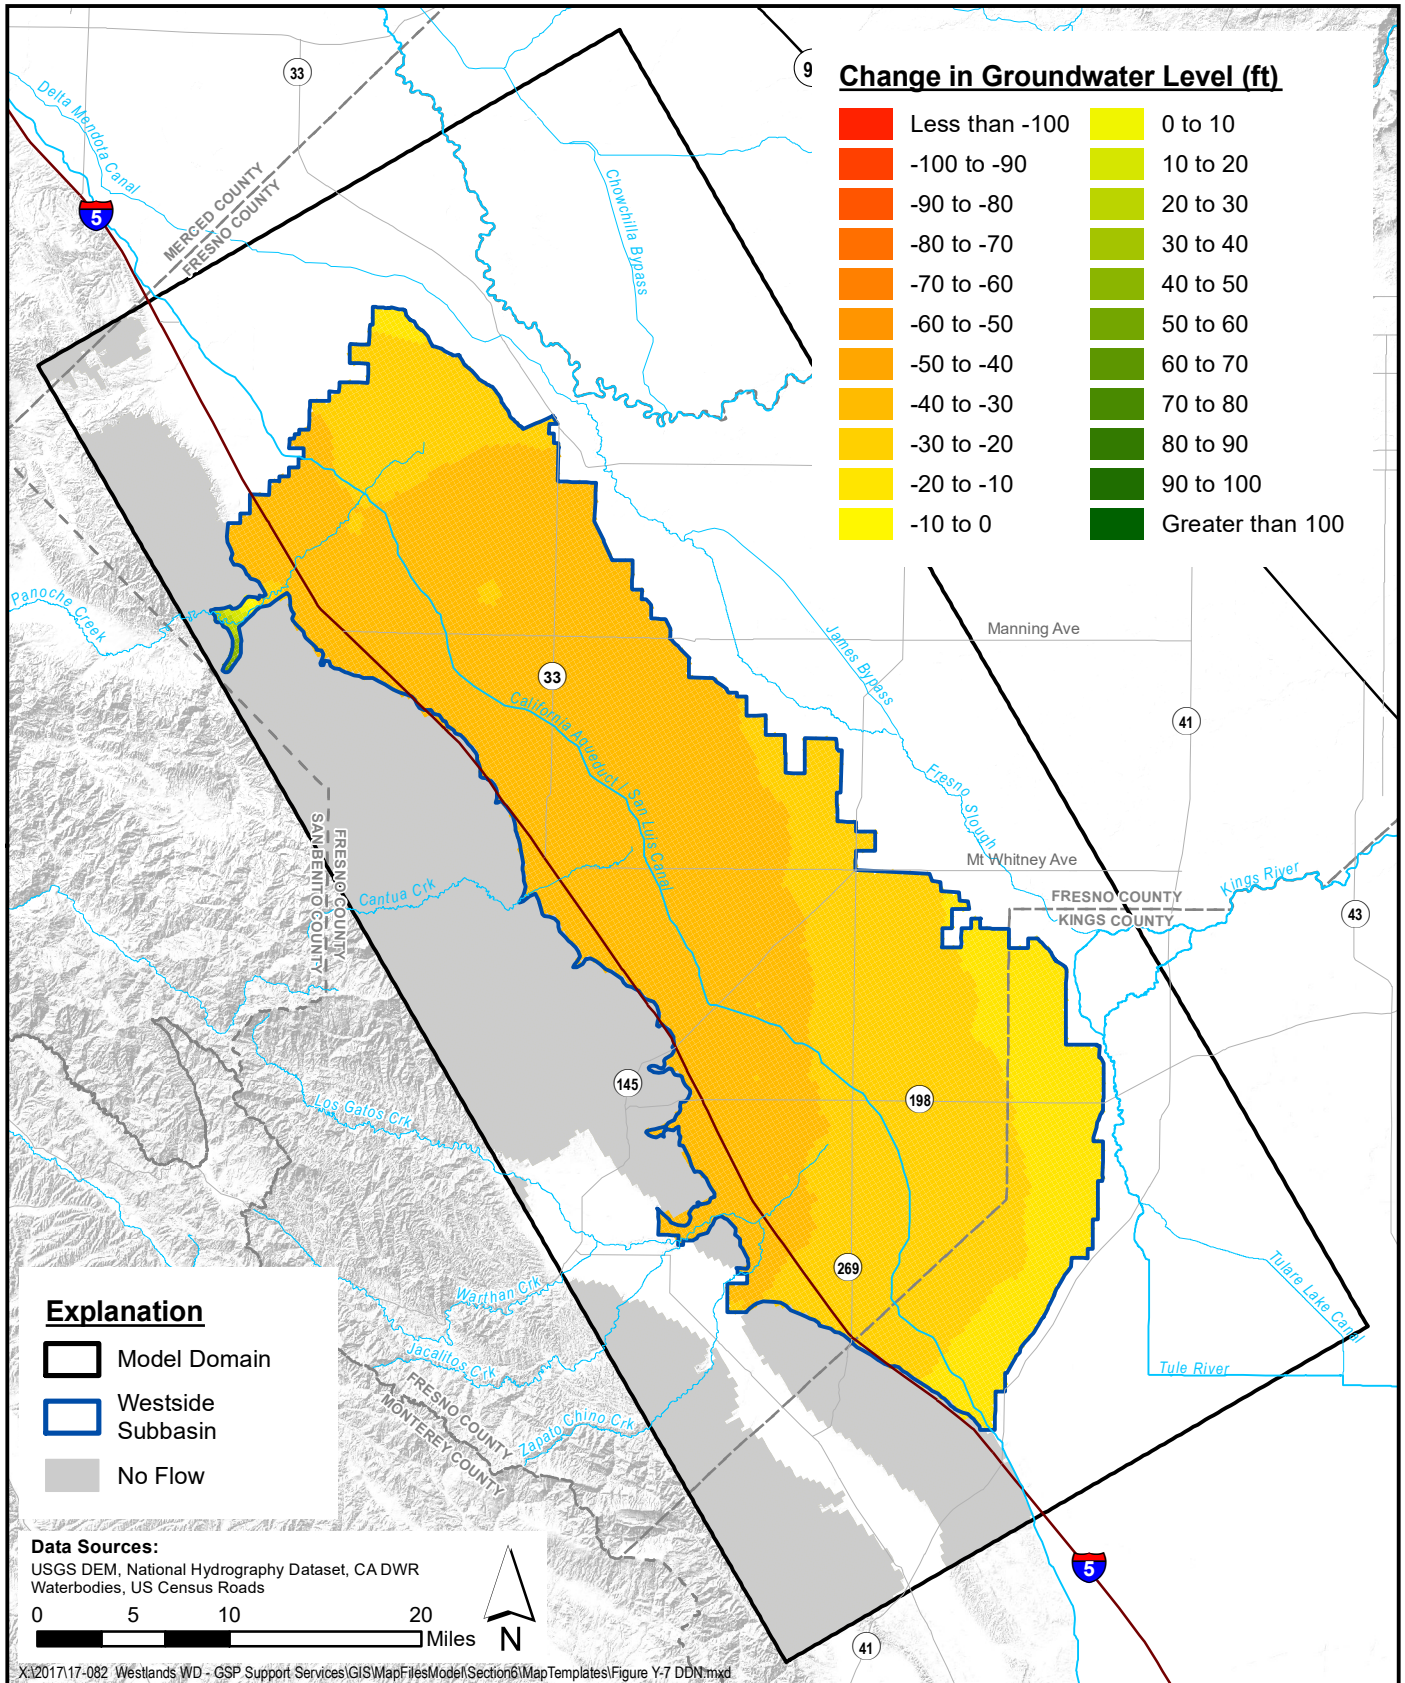 Change in Groundwater Level (ft)
Less than -100
-100 to -90
-90 to -80
-80 to -70
-70 to -60
-60 to -50
-50 to -40
-40 to -30
-30 to -20
-20 to -10
-10 to 0
0 to 10
10 to 20
20 to 30
30 to 40
40 to 50
50 to 60
60 to 70
70 to 80
80 to 90
90 to 100
Greater than 100
33
9
Delta Mendota Canal
5
MERCED COUNTY
FRESNO COUNTY
Chowchilla Bypass
Panoche Creek
James Bypass
Manning Ave
33
41
California Aqueduct / San Luis Canal
Fresno Slough
FRESNO COUNTY
SAN BENITO COUNTY
Mt Whitney Ave
Kings River
Cantua Crk
FRESNO COUNTY
KINGS COUNTY
43
145
198
Los Gatos Crk
269
Warthan Crk
Tulare Lake Canal
Jacalitos Crk
Tule River
FRESNO COUNTY
MONTEREY COUNTY
Zapato Chino Crk
5
41
Explanation
Model Domain
Westside
Subbasin
No Flow
Data Sources:
USGS DEM, National Hydrography Dataset, CA DWR
Waterbodies, US Census Roads
0 5 10 20
Miles
N
X:\2017\17-082 Westlands WD - GSP Support Services\GIS\MapFilesModel\Section6\MapTemplates\Figure Y-7 DDN.mxd